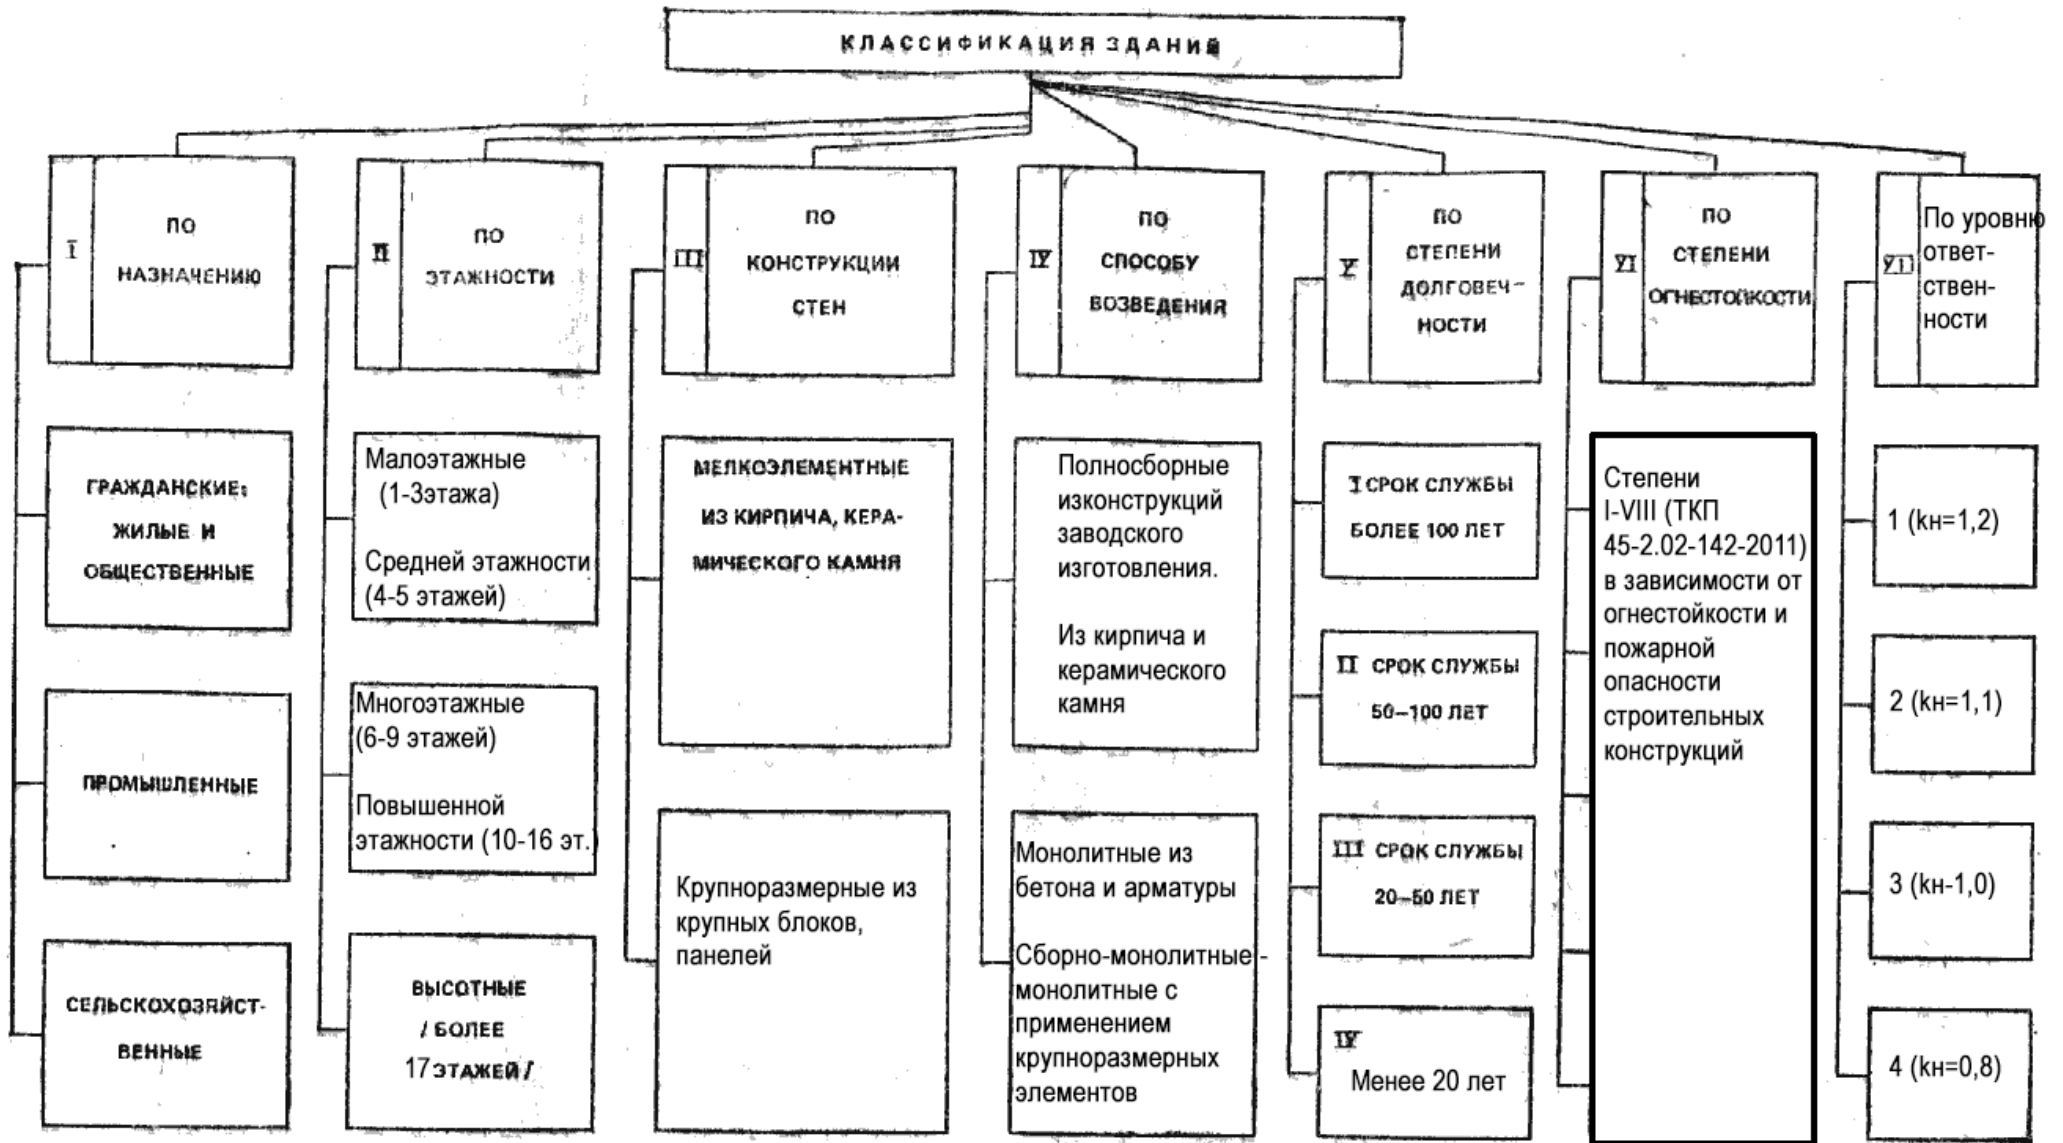 КЛАССИФИКАЦИЯ ЗДАНИЙ
I
ПО
НАЗНАЧЕНИЮ
ГРАЖДАНСКИЕ:
ЖИЛЫЕ И
ОБЩЕСТВЕННЫЕ
ПРОМЫШЛЕННЫЕ
СЕЛЬСКОХОЗЯЙСТ-
ВЕННЫЕ
II
ПО
ЭТАЖНОСТИ
Малоэтажные
(1-3этажа)
Средней этажности
(4-5 этажей)
Многоэтажные
(6-9 этажей)
Повышенной
этажности (10-16 эт.)
ВЫСОТНЫЕ
/ БОЛЕЕ
17 ЭТАЖЕЙ /
III
ПО
КОНСТРУКЦИИ
СТЕН
МЕЛКОЭЛЕМЕНТНЫЕ
ИЗ КИРПИЧА, КЕРА-
МИЧЕСКОГО КАМНЯ
Крупноразмерные из
крупных блоков,
панелей
IV
ПО
СПОСОБУ
ВОЗВЕДЕНИЯ
Полносборные
изконструкций
заводского
изготовления.
Из кирпича и
керамического
камня
Монолитные из
бетона и арматуры
Сборно-монолитные -
монолитные с
применением
крупноразмерных
элементов
V
ПО
СТЕПЕНИ
ДОЛГОВЕЧ-
НОСТИ
I СРОК СЛУЖБЫ
БОЛЕЕ 100 ЛЕТ
II СРОК СЛУЖБЫ
50–100 ЛЕТ
III СРОК СЛУЖБЫ
20–50 ЛЕТ
IV
Менее 20 лет
VI
ПО
СТЕПЕНИ
ОГНЕСТОЙКОСТИ
Степени
I-VIII (ТКП
45-2.02-142-2011)
в зависимости от
огнестойкости и
пожарной
опасности
строительных
конструкций
VII
По уровню
ответ-
ствен-
ности
1 (kн=1,2)
2 (kн=1,1)
3 (kн-1,0)
4 (kн=0,8)